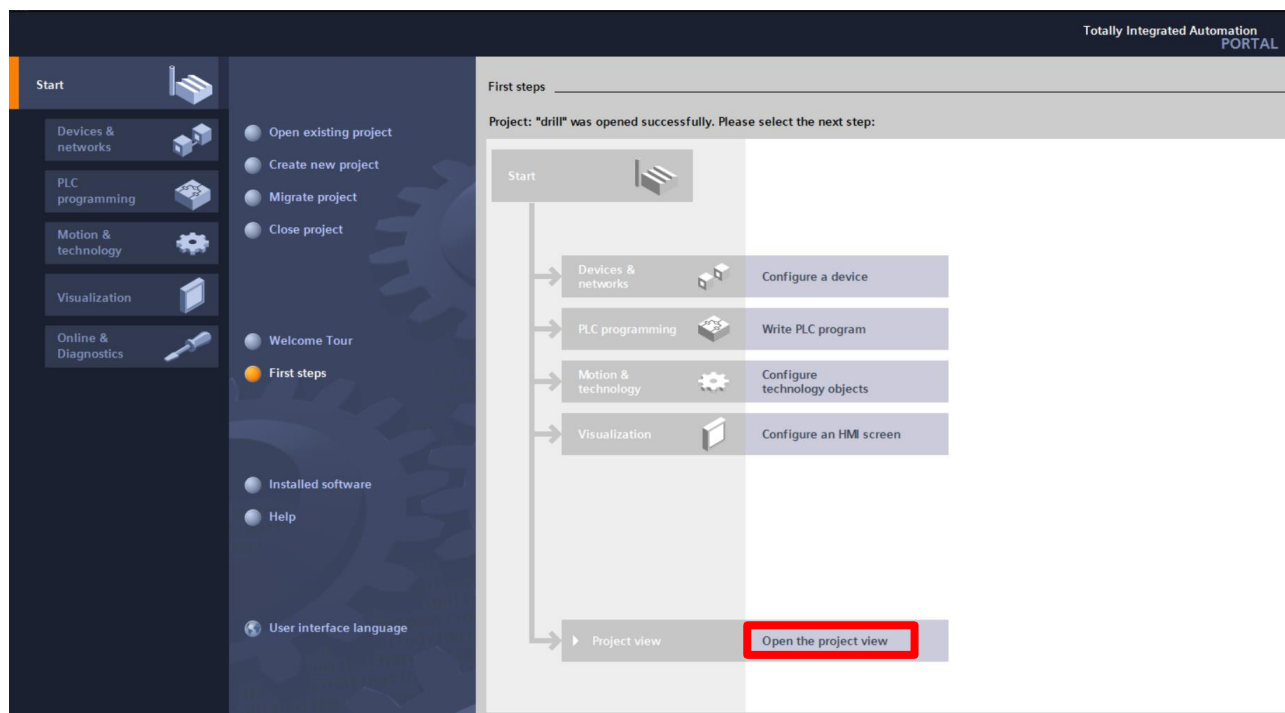 Totally Integrated Automation
PORTAL
Start
Devices &
networks
PLC
programming
Motion &
technology
Visualization
Online &
Diagnostics
Open existing project
Create new project
Migrate project
Close project
Welcome Tour
First steps
Installed software
Help
User interface language
First steps
Project: "drill" was opened successfully. Please select the next step:
Start
Devices &
networks
Configure a device
PLC programming
Write PLC program
Motion &
technology
Configure
technology objects
Visualization
Configure an HMI screen
Project view
Open the project view